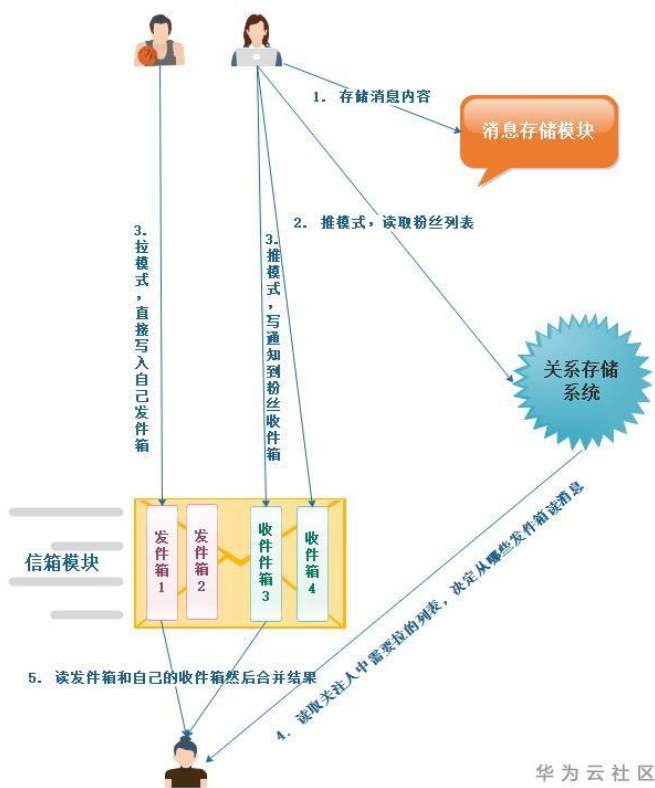 1. 存储消息内容
消息存储模块
2. 推模式，读取粉丝列表
3.拉模式，直接写入自己发件箱
3.推模式，写通知到粉丝收件箱
关系存储
系统
信箱模块
发件箱1
发件箱2
收件件箱3
收件箱4
4. 读取关注人中需要拉的列表，决定从哪些发件箱读消息
5. 读发件箱和自己的收件箱然后合并结果
华为云社区